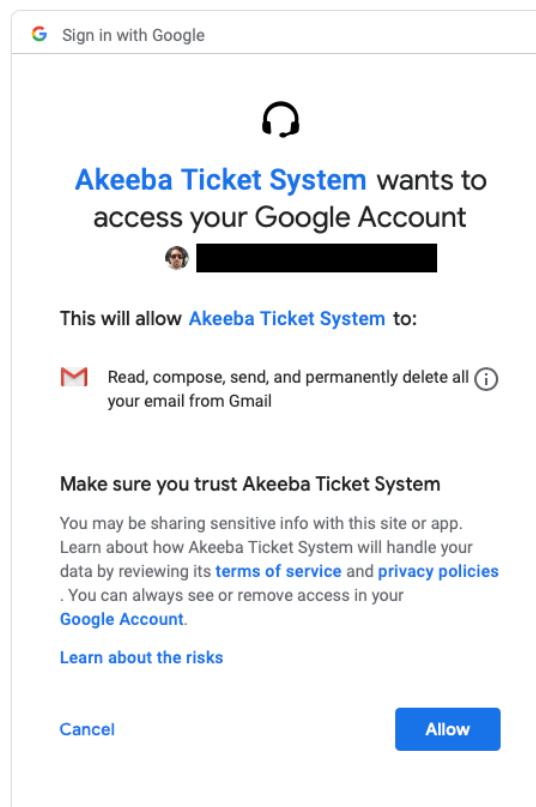 Sign in with Google
Akeeba Ticket System wants to
access your Google Account
This will allow Akeeba Ticket System to:
Read, compose, send, and permanently delete all
your email from Gmail
Make sure you trust Akeeba Ticket System
You may be sharing sensitive info with this site or app.
Learn about how Akeeba Ticket System will handle your
data by reviewing its terms of service and privacy policies
. You can always see or remove access in your
Google Account.
Learn about the risks
Cancel
Allow